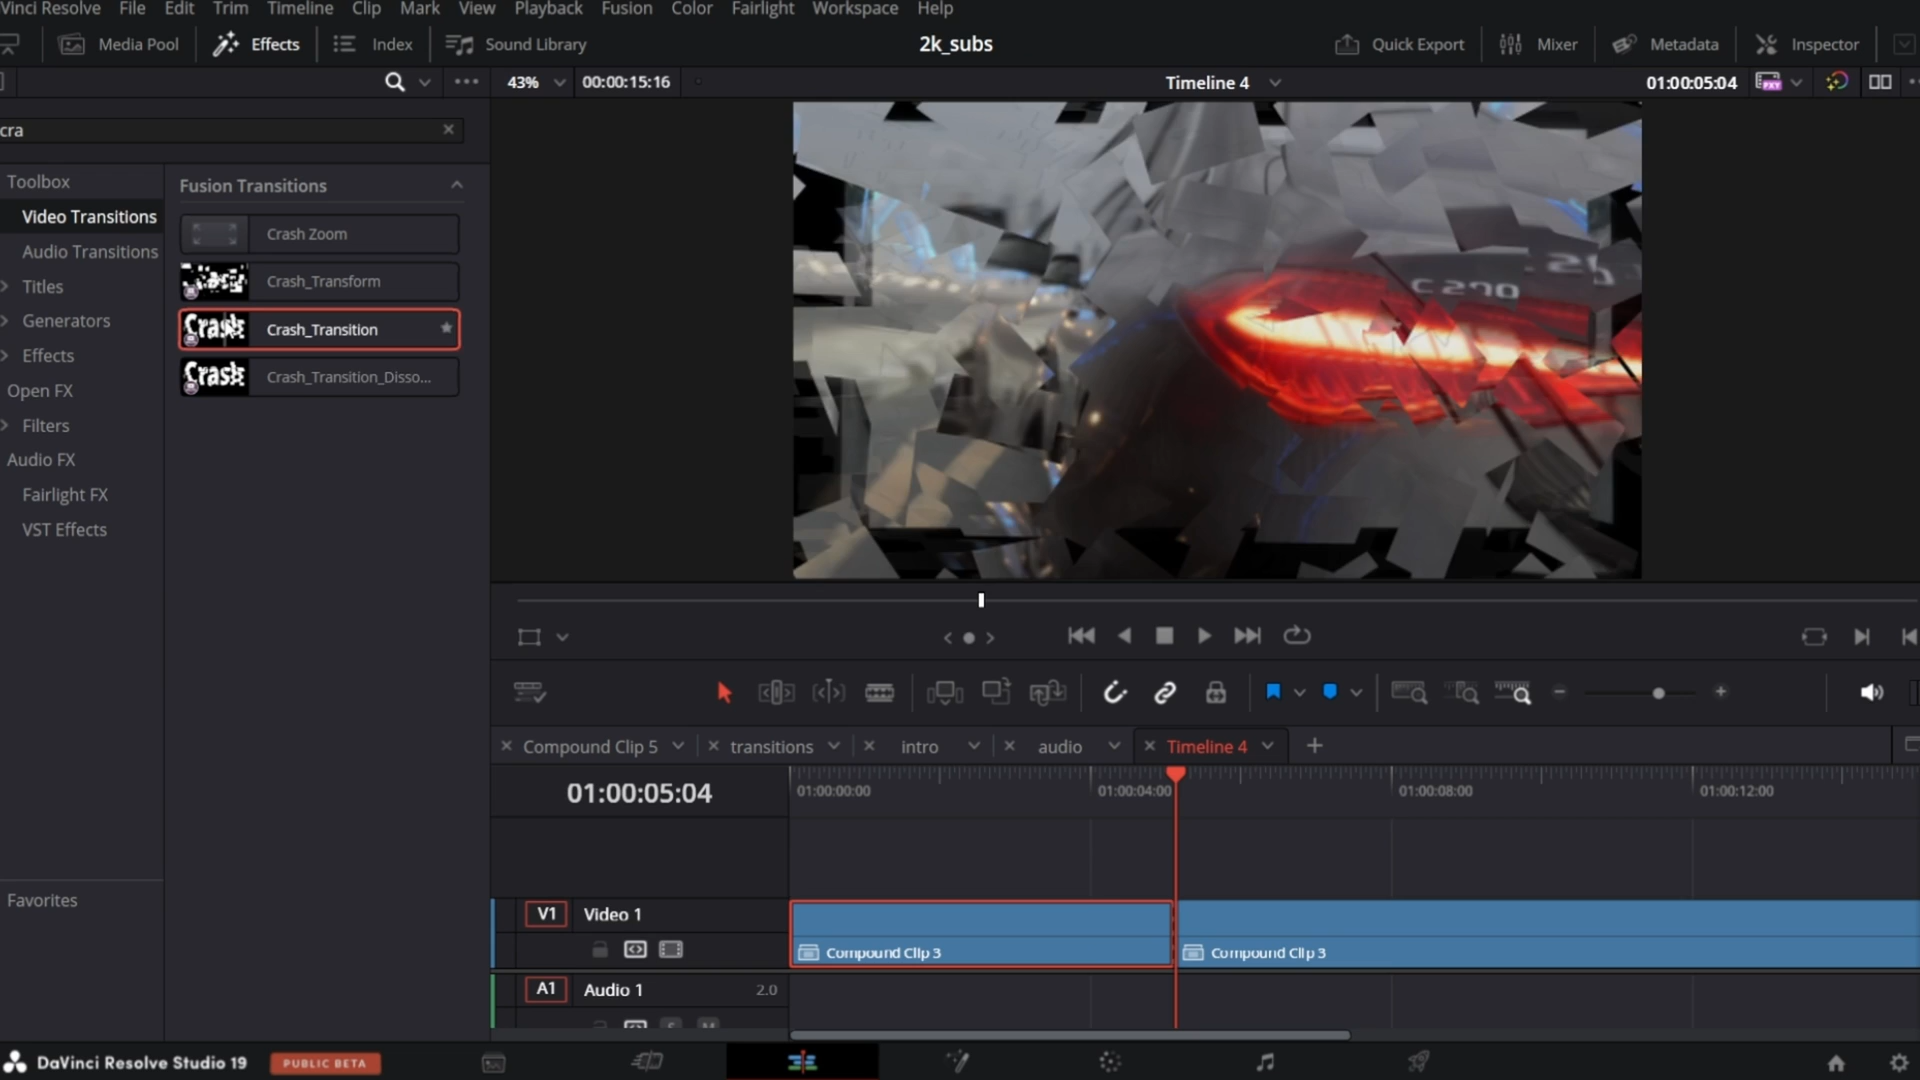 Vinci Resolve File Edit Trim Timeline Clip Mark View Playback Fusion Color Fairlight Workspace Help
Media Pool Effects Index Sound Library 2k_subs Quick Export Mixer Metadata Inspector
43% 00:00:15:16 Timeline 4 01:00:05:04
cra
Toolbox
Video Transitions
Audio Transitions
Titles
Generators
Effects
Open FX
Filters
Audio FX
Fairlight FX
VST Effects
Favorites
Fusion Transitions
Crash Zoom
Crash_Transform
Crash Crash_Transition
Crash Crash_Transition_Disso...
Compound Clip 5 transitions intro audio Timeline 4
01:00:05:04 01:00:00:00 01:00:04:00 01:00:08:00 01:00:12:00
V1 Video 1
Compound Clip 3 Compound Clip 3
A1 Audio 1 2.0
DaVinci Resolve Studio 19 PUBLIC BETA